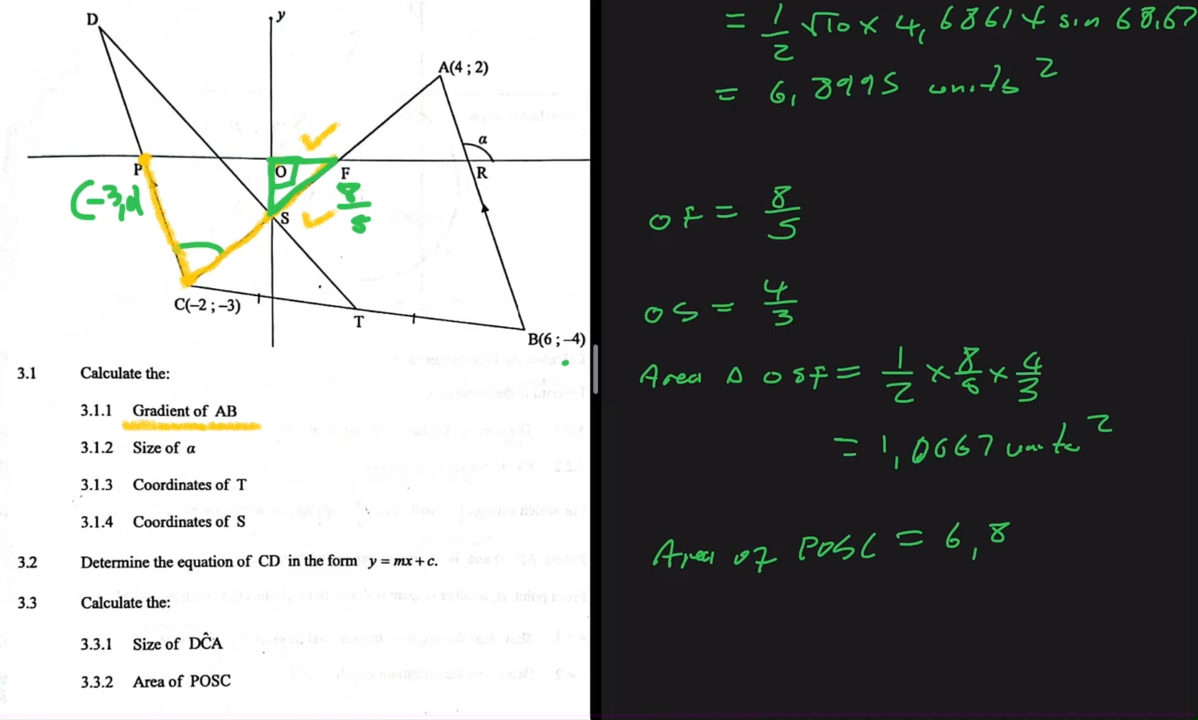 D
y
A(4 ; 2)
α
P
O
F
R
(-3,0)
8/5
S
C(−2 ; −3)
T
B(6 ; −4)
3.1 Calculate the:
3.1.1 Gradient of AB
3.1.2 Size of α
3.1.3 Coordinates of T
3.1.4 Coordinates of S
3.2 Determine the equation of CD in the form y = mx + c.
3.3 Calculate the:
3.3.1 Size of DĈA
3.3.2 Area of POSC
= 1/2 √10 × 4,6861 × sin 68,67
= 6,8995 units²
OF = 8/5
OS = 4/3
Area Δ OSF = 1/2 × 8/5 × 4/3
= 1,0667 units²
Area of POSC = 6,8